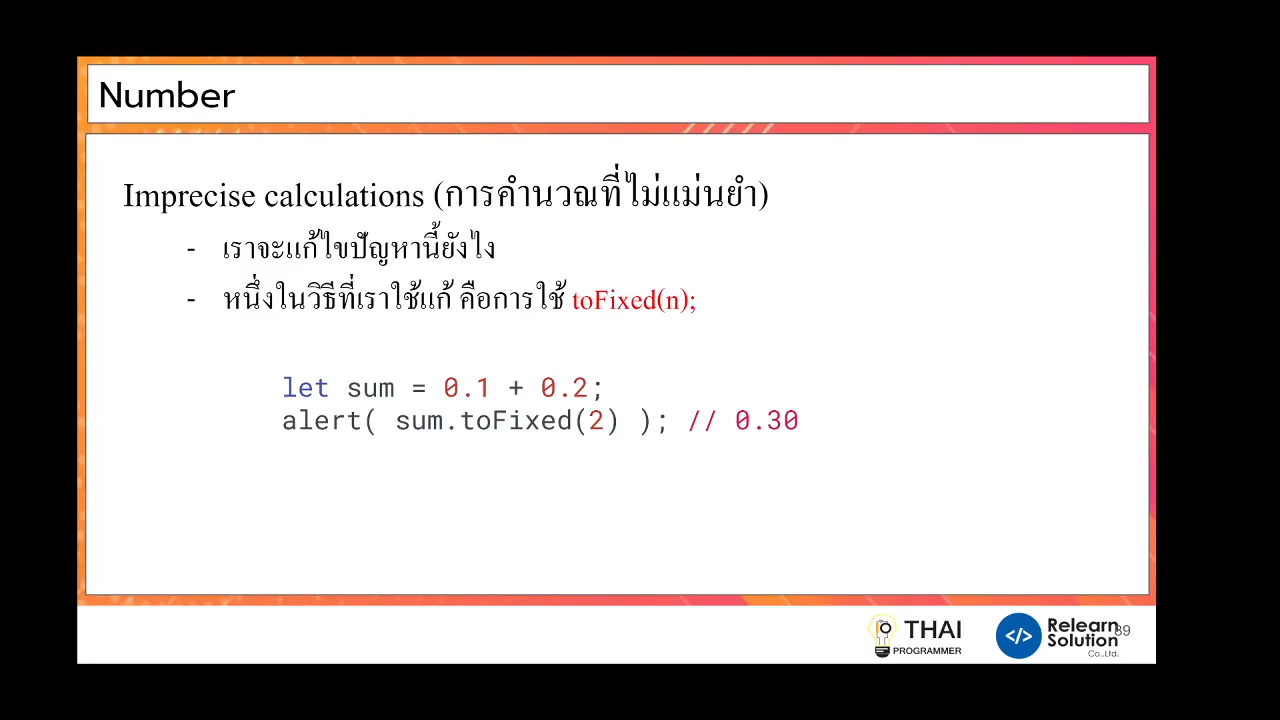 Number
Imprecise calculations (การคำนวณที่ไม่แม่นยำ)
- เราจะแก้ไขปัญหานี้ยังไง
- หนึ่งในวิธีที่เราใช้แก้ คือการใช้ toFixed(n);
let sum = 0.1 + 0.2;
alert( sum.toFixed(2) ); // 0.30
THAI
PROGRAMMER
</>
Relearn
Solution
Co.,Ltd.
89